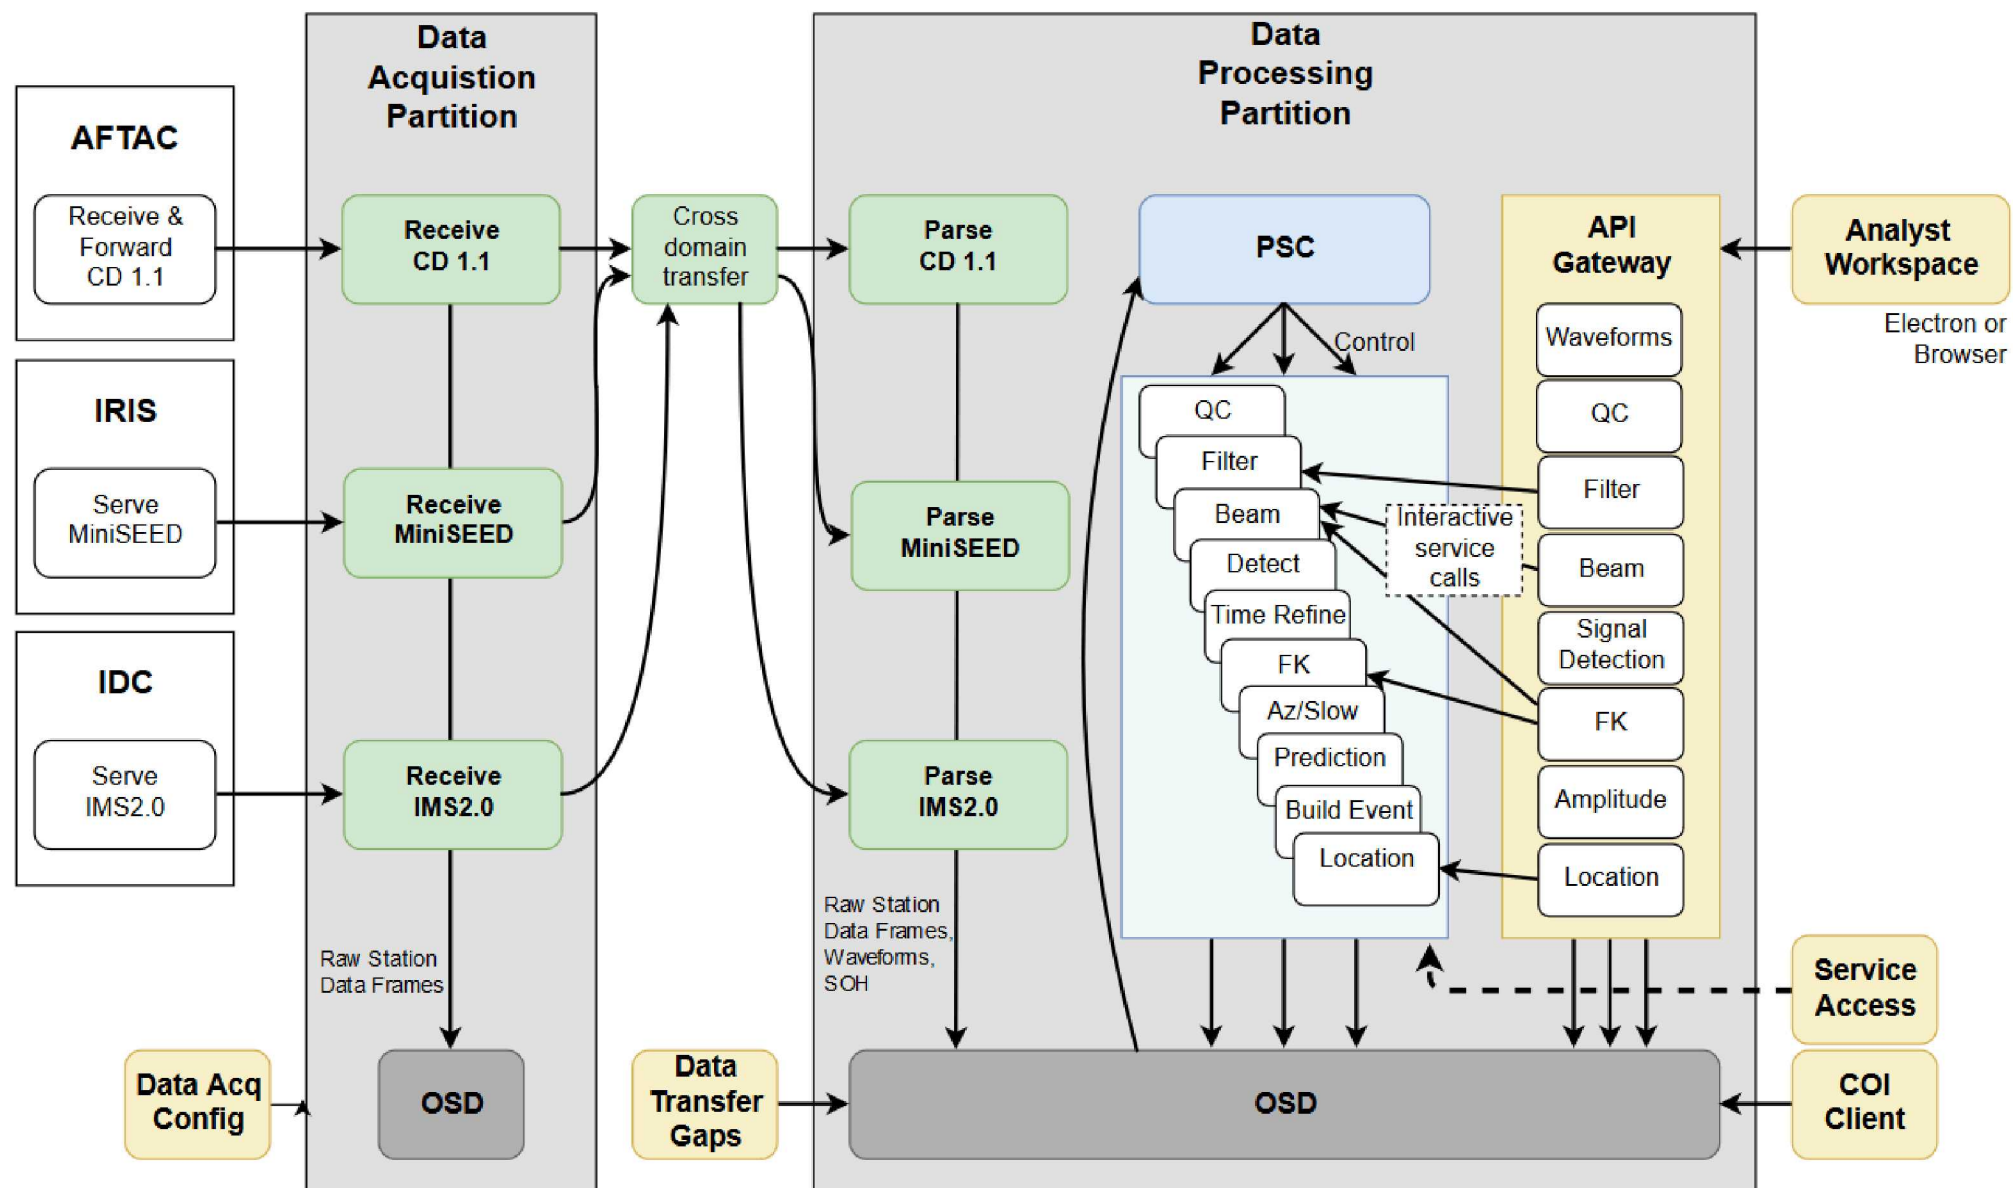 Data
Acquistion
Partition
Data
Processing
Partition
AFTAC
Receive &
Forward
CD 1.1
Receive
CD 1.1
Cross
domain
transfer
Parse
CD 1.1
PSC
API
Gateway
Analyst
Workspace
Electron or
Browser
Control
IRIS
Serve
MiniSEED
Receive
MiniSEED
Parse
MiniSEED
IDC
Serve
IMS2.0
Receive
IMS2.0
Parse
IMS2.0
QC
Filter
Beam
Detect
Time Refine
FK
Az/Slow
Prediction
Build Event
Location
Interactive
service
calls
Waveforms
QC
Filter
Beam
Signal
Detection
FK
Amplitude
Location
Raw Station
Data Frames
Raw Station
Data Frames,
Waveforms,
SOH
Service
Access
Data Acq
Config
OSD
Data
Transfer
Gaps
OSD
COI
Client